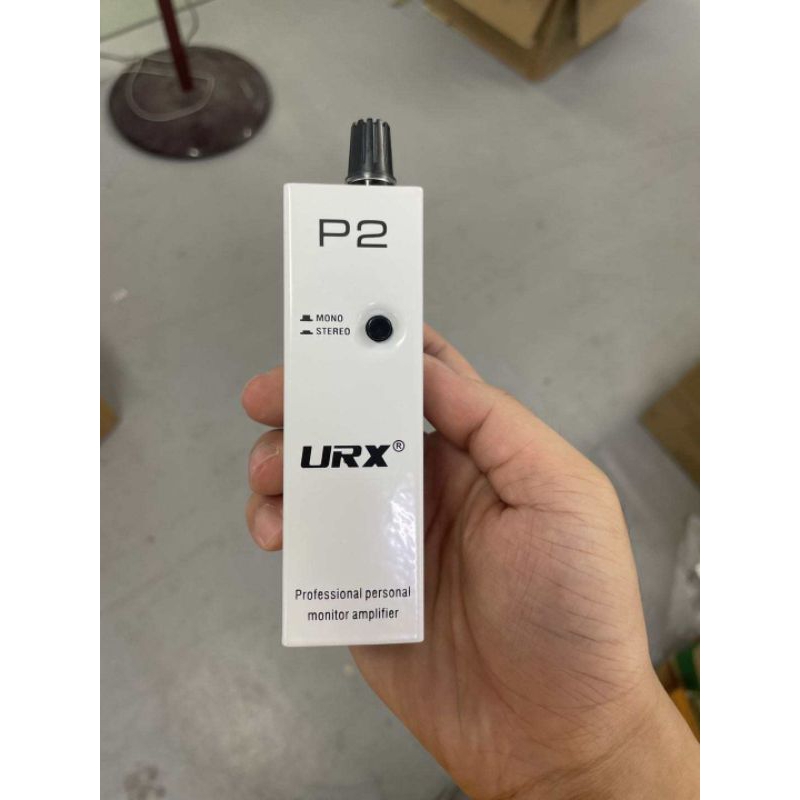 P2
MONO
STEREO
URX®
Professional personal
monitor amplifier